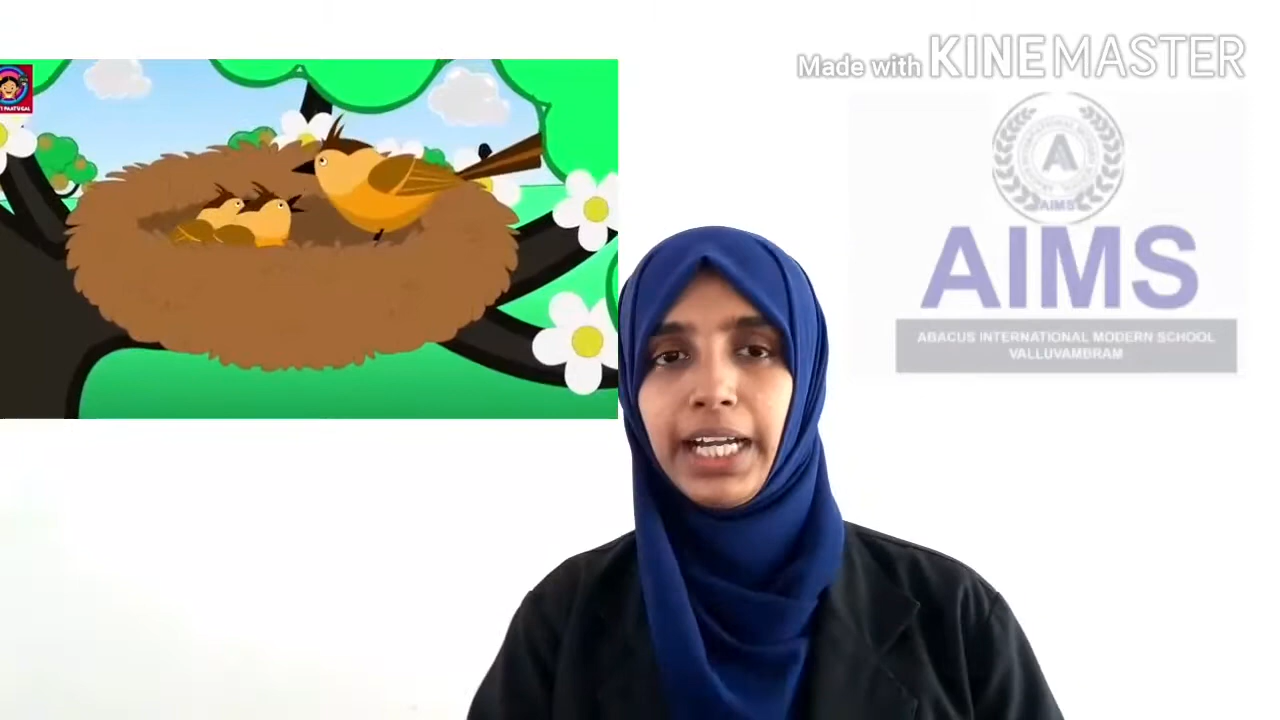 Made with KINEMASTER
A
AIMS
AIMS
ABACUS INTERNATIONAL MODERN SCHOOL
VALLUVAMBRAM